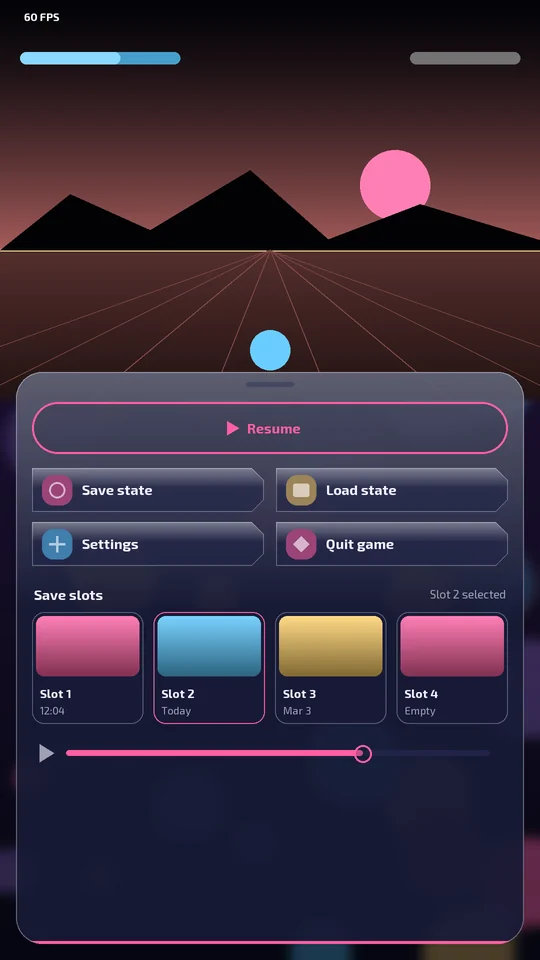 60 FPS
Resume
Save state
Load state
Settings
Quit game
Save slots
Slot 2 selected
Slot 1
12:04
Slot 2
Today
Slot 3
Mar 3
Slot 4
Empty